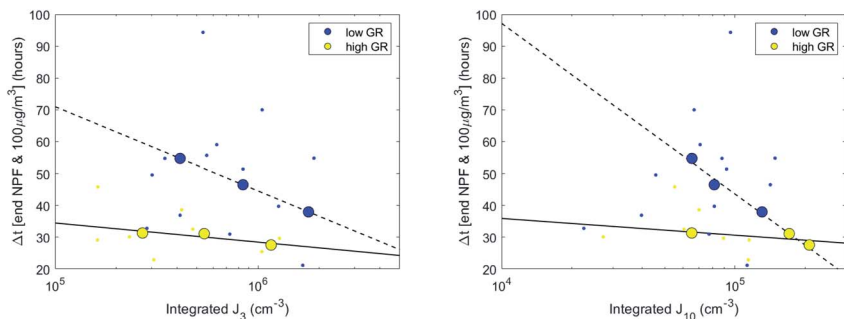 100
90
80
70
60
50
40
30
20
Δt [end NPF & 100μg/m³] (hours)
low GR
high GR
10⁵
10⁶
Integrated J₃ (cm⁻³)
100
90
80
70
60
50
40
30
20
Δt [end NPF & 100μg/m³] (hours)
low GR
high GR
10⁴
10⁵
Integrated J₁₀ (cm⁻³)